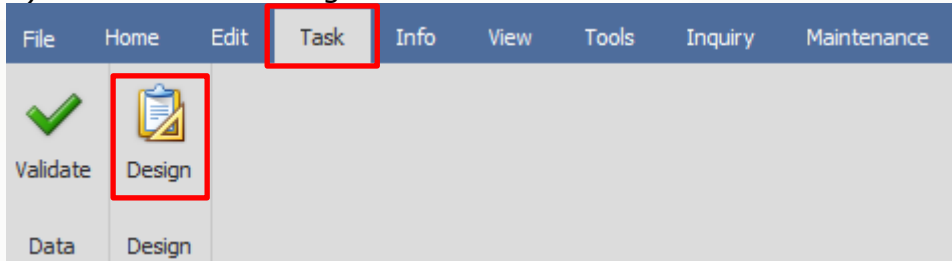 File Home Edit Task Info View Tools Inquiry Maintenance
Validate Design
Data Design